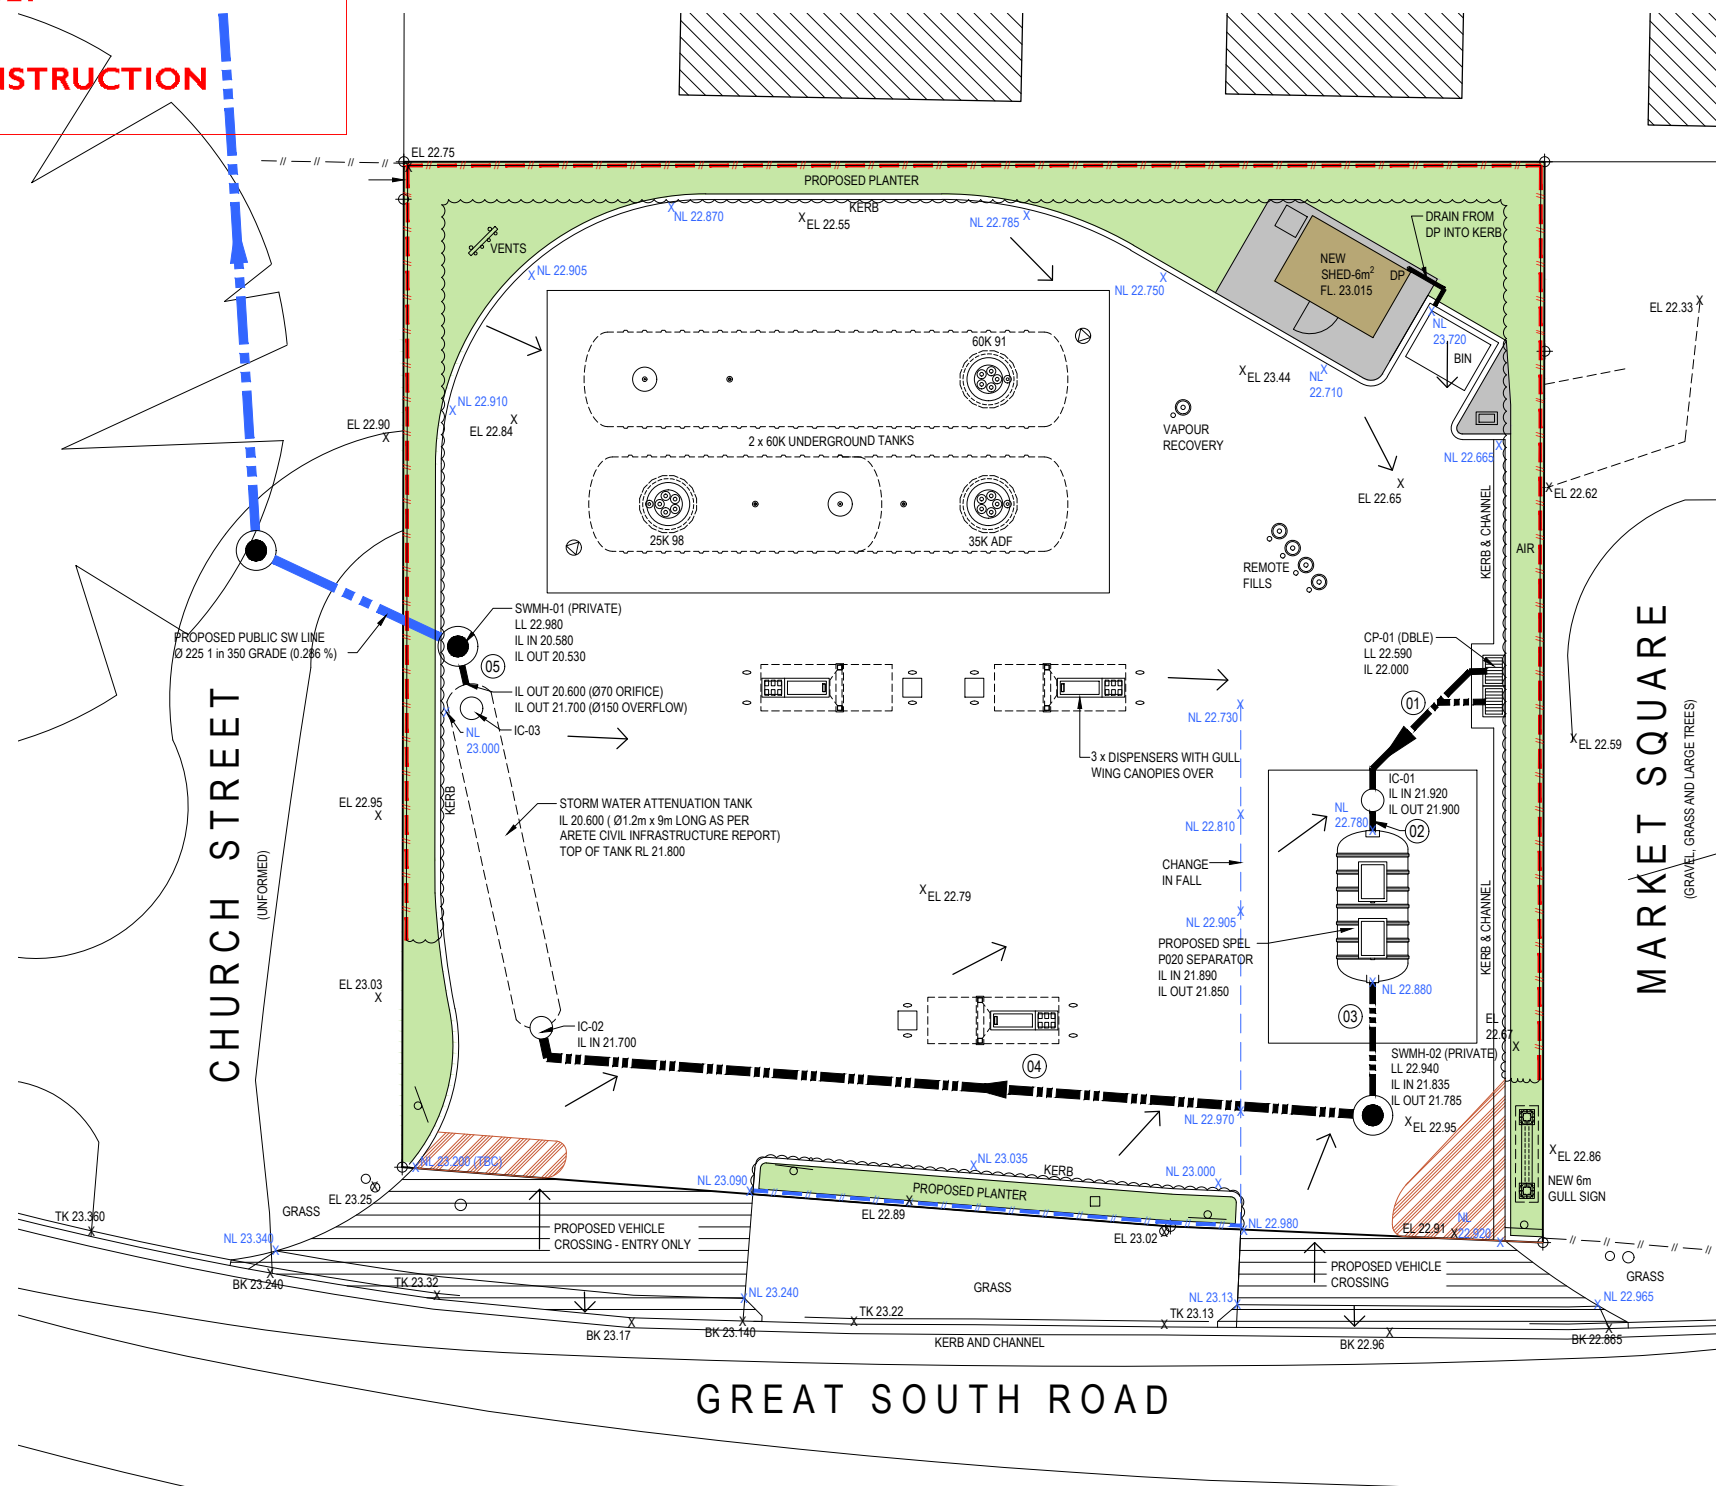 NSTRUCTION
EL 22.75
PROPOSED PLANTER
KERB
NL 22.870
EL 22.55
NL 22.785
DRAIN FROM
DP INTO KERB
VENTS
NL 22.905
NEW
SHED-6m²
FL. 23.015
DP
NL 22.750
EL 22.33
NL
23.720
BIN
60K 91
EL 23.44
NL
22.710
NL 22.910
EL 22.84
EL 22.90
2 x 60K UNDERGROUND TANKS
VAPOUR
RECOVERY
NL 22.665
EL 22.65
EL 22.62
KERB & CHANNEL
AIR
25K 98
35K ADF
REMOTE
FILLS
SWMH-01 (PRIVATE)
LL 22.980
IL IN 20.580
IL OUT 20.530
PROPOSED PUBLIC SW LINE
Ø 225 1 in 350 GRADE (0.286 %)
05
IL OUT 20.600 (Ø70 ORIFICE)
IL OUT 21.700 (Ø150 OVERFLOW)
IC-03
NL
23.000
CP-01 (DBLE)
LL 22.590
IL 22.000
01
NL 22.730
3 x DISPENSERS WITH GULL
WING CANOPIES OVER
EL 22.59
CHURCH STREET
(UNFORMED)
MARKET SQUARE
(GRAVEL, GRASS AND LARGE TREES)
KERB
EL 22.95
STORM WATER ATTENUATION TANK
IL 20.600 ( Ø1.2m x 9m LONG AS PER
ARETE CIVIL INFRASTRUCTURE REPORT)
TOP OF TANK RL 21.800
IC-01
IL IN 21.920
IL OUT 21.900
NL
22.780
02
NL 22.810
CHANGE
IN FALL
EL 22.79
NL 22.905
KERB & CHANNEL
PROPOSED SPEL
P020 SEPARATOR
IL IN 21.890
IL OUT 21.850
NL 22.880
EL 23.03
03
EL
22.67
IC-02
IL IN 21.700
04
SWMH-02 (PRIVATE)
LL 22.940
IL IN 21.835
IL OUT 21.785
NL 22.970
EL 22.95
NL 23.200 (TBC)
NL 23.035
KERB
NL 23.090
NL 23.000
PROPOSED PLANTER
EL 22.86
NEW 6m
GULL SIGN
EL 23.25
GRASS
TK 23.360
EL 22.89
EL 23.02
NL 22.980
EL 22.91
NL
22.920
NL 23.340
PROPOSED VEHICLE
CROSSING - ENTRY ONLY
PROPOSED VEHICLE
CROSSING
GRASS
BK 23.240
TK 23.32
NL 23.240
GRASS
NL 23.13
NL 22.965
TK 23.22
TK 23.13
BK 23.17
BK 23.140
KERB AND CHANNEL
BK 22.96
BK 22.865
GREAT SOUTH ROAD